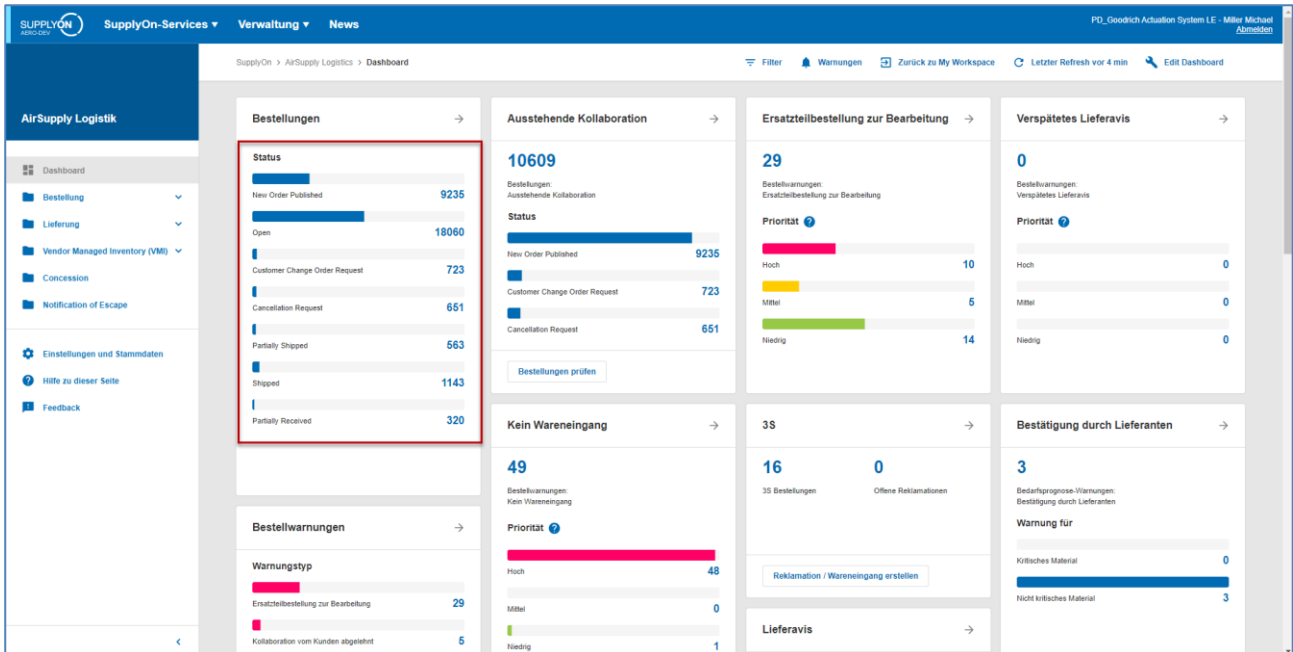 SUPPLYON
AERO-DEV
SupplyOn-Services
Verwaltung
News
PD_Goodrich Actuation System LE - Miller Michael
Abmelden
SupplyOn > AirSupply Logistics > Dashboard
Filter
Warnungen
Zurück zu My Workspace
Letzter Refresh vor 4 min
Edit Dashboard
AirSupply Logistik
Dashboard
Bestellung
Lieferung
Vendor Managed Inventory (VMI)
Concession
Notification of Escape
Einstellungen und Stammdaten
Hilfe zu dieser Seite
Feedback
Bestellungen
Status
New Order Published 9235
Open 18060
Customer Change Order Request 723
Cancellation Request 651
Partially Shipped 563
Shipped 1143
Partially Received 320
Bestellwarnungen
Warnungstyp
Ersatzteilbestellung zur Bearbeitung 29
Kollaboration vom Kunden abgelehnt 5
Ausstehende Kollaboration
10609
Bestellungen:
Ausstehende Kollaboration
Status
New Order Published 9235
Customer Change Order Request 723
Cancellation Request 651
Bestellungen prüfen
Kein Wareneingang
49
Bestellwarnungen:
Kein Wareneingang
Priorität ?
Hoch 48
Mittel 0
Niedrig 1
Ersatzteilbestellung zur Bearbeitung
29
Bestellwarnungen:
Ersatzteilbestellung zur Bearbeitung
Priorität ?
Hoch 10
Mittel 5
Niedrig 14
3S
16 0
3S Bestellungen Offene Reklamationen
Reklamation / Wareneingang erstellen
Lieferavis
Verspätetes Lieferavis
0
Bestellwarnungen:
Verspätetes Lieferavis
Priorität ?
Hoch 0
Mittel 0
Niedrig 0
Bestätigung durch Lieferanten
3
Bedarfsprognose-Warnungen:
Bestätigung durch Lieferanten
Warnung für
Kritisches Material 0
Nicht kritisches Material 3